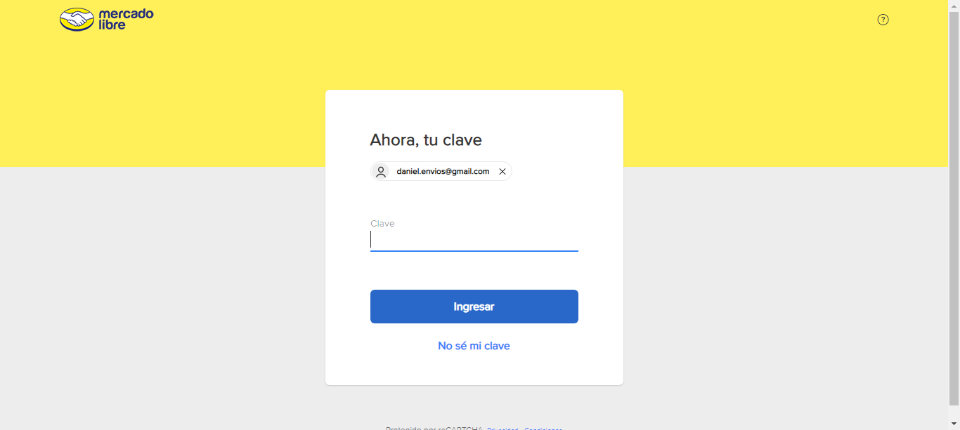 mercado
libre
?
Ahora, tu clave
daniel.envios@gmail.com
Clave
Ingresar
No sé mi clave
Protegido por reCAPTCHA Privacidad Condiciones